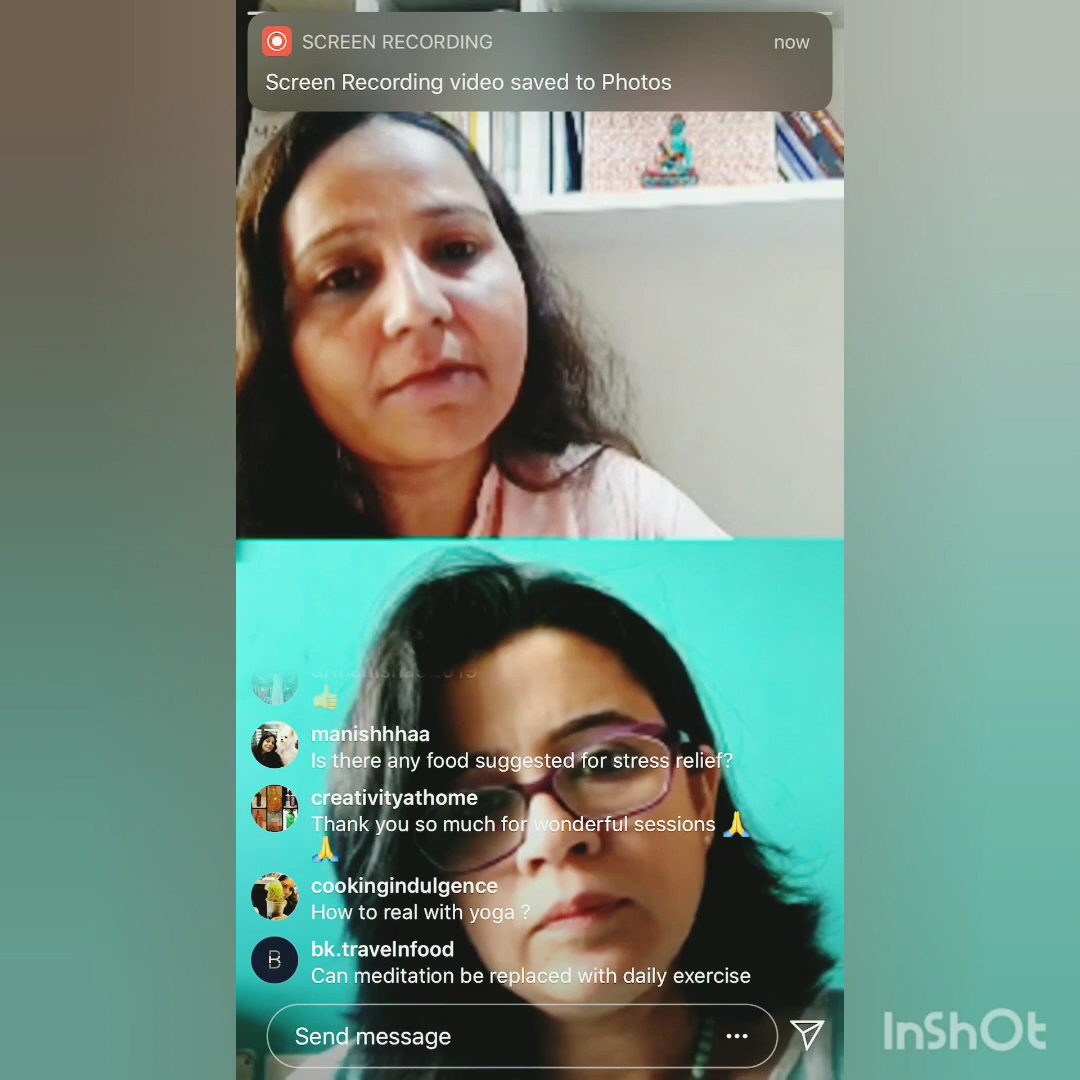 SCREEN RECORDING
now
Screen Recording video saved to Photos
manishhhaa
Is there any food suggested for stress relief?
creativityathome
Thank you so much for wonderful sessions 🙏
🙏
cookingindulgence
How to real with yoga ?
B
bk.travelnfood
Can meditation be replaced with daily exercise
Send message
InShOt